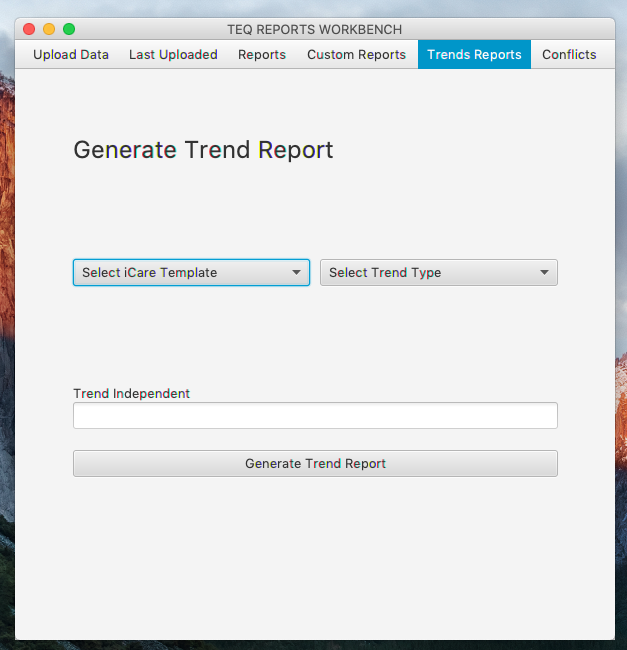 TEQ REPORTS WORKBENCH
Upload Data Last Uploaded Reports Custom Reports Trends Reports Conflicts
Generate Trend Report
Select iCare Template Select Trend Type
Trend Independent
Generate Trend Report